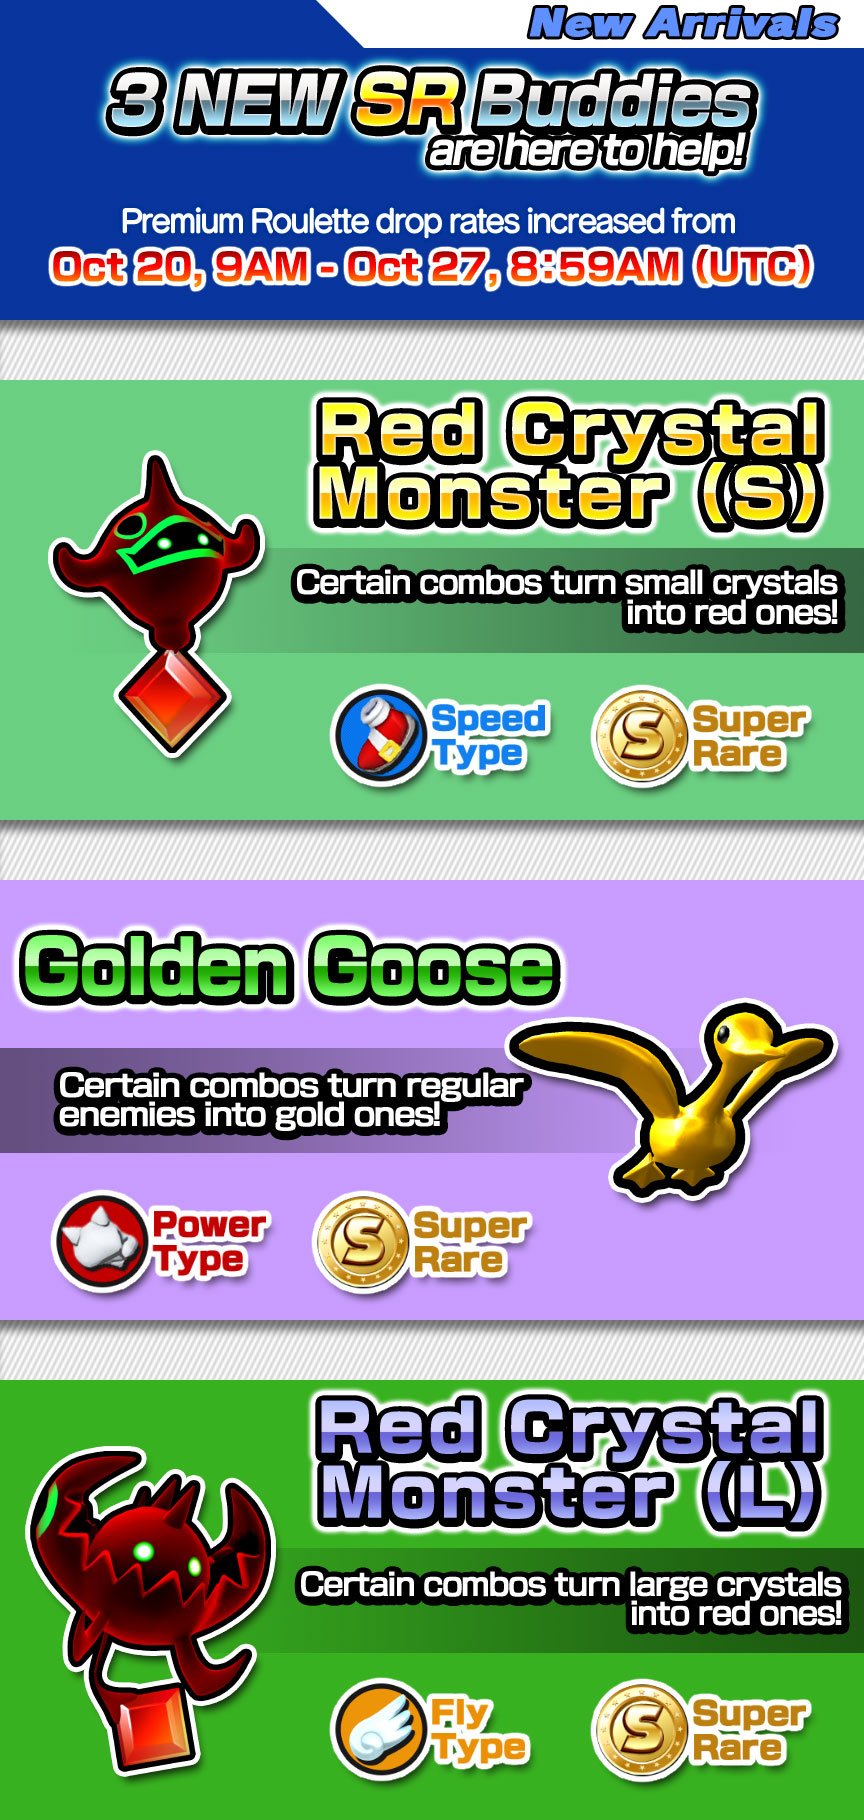 New Arrivals
3 NEW SR Buddies
are here to help!
Premium Roulette drop rates increased from
Oct 20, 9AM - Oct 27, 8:59AM (UTC)
Red Crystal
Monster (S)
Certain combos turn small crystals
into red ones!
Speed
Type
S
Super
Rare
Golden Goose
Certain combos turn regular
enemies into gold ones!
Power
Type
S
Super
Rare
Red Crystal
Monster (L)
Certain combos turn large crystals
into red ones!
Fly
Type
S
Super
Rare